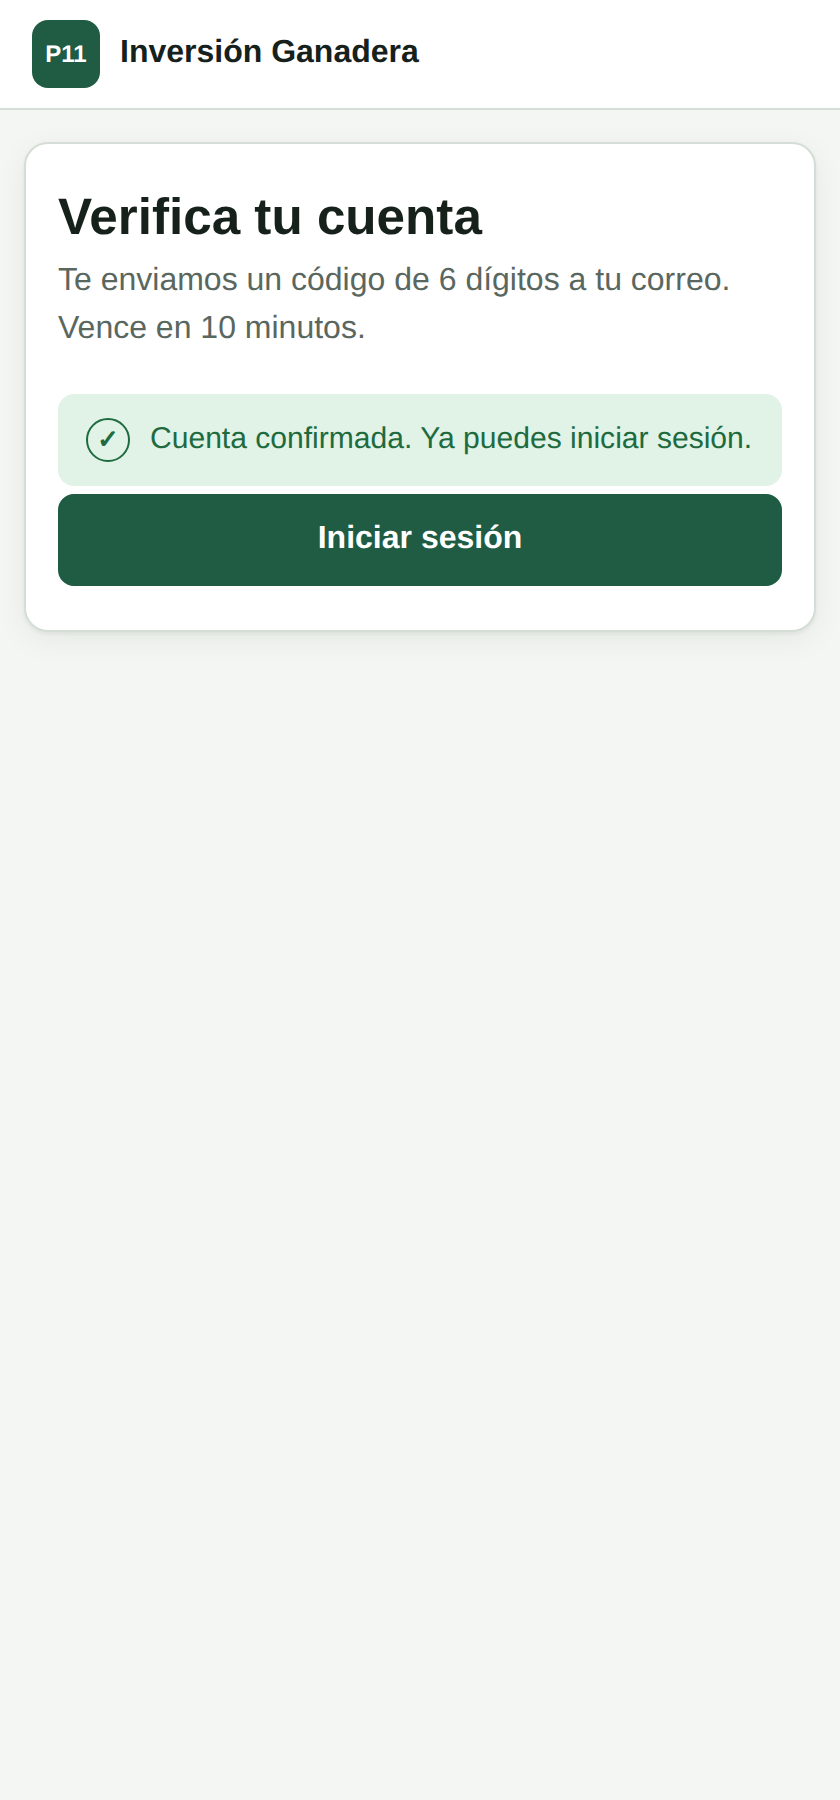 P11
Inversión Ganadera
Verifica tu cuenta
Te enviamos un código de 6 dígitos a tu correo.
Vence en 10 minutos.
✓ Cuenta confirmada. Ya puedes iniciar sesión.
Iniciar sesión